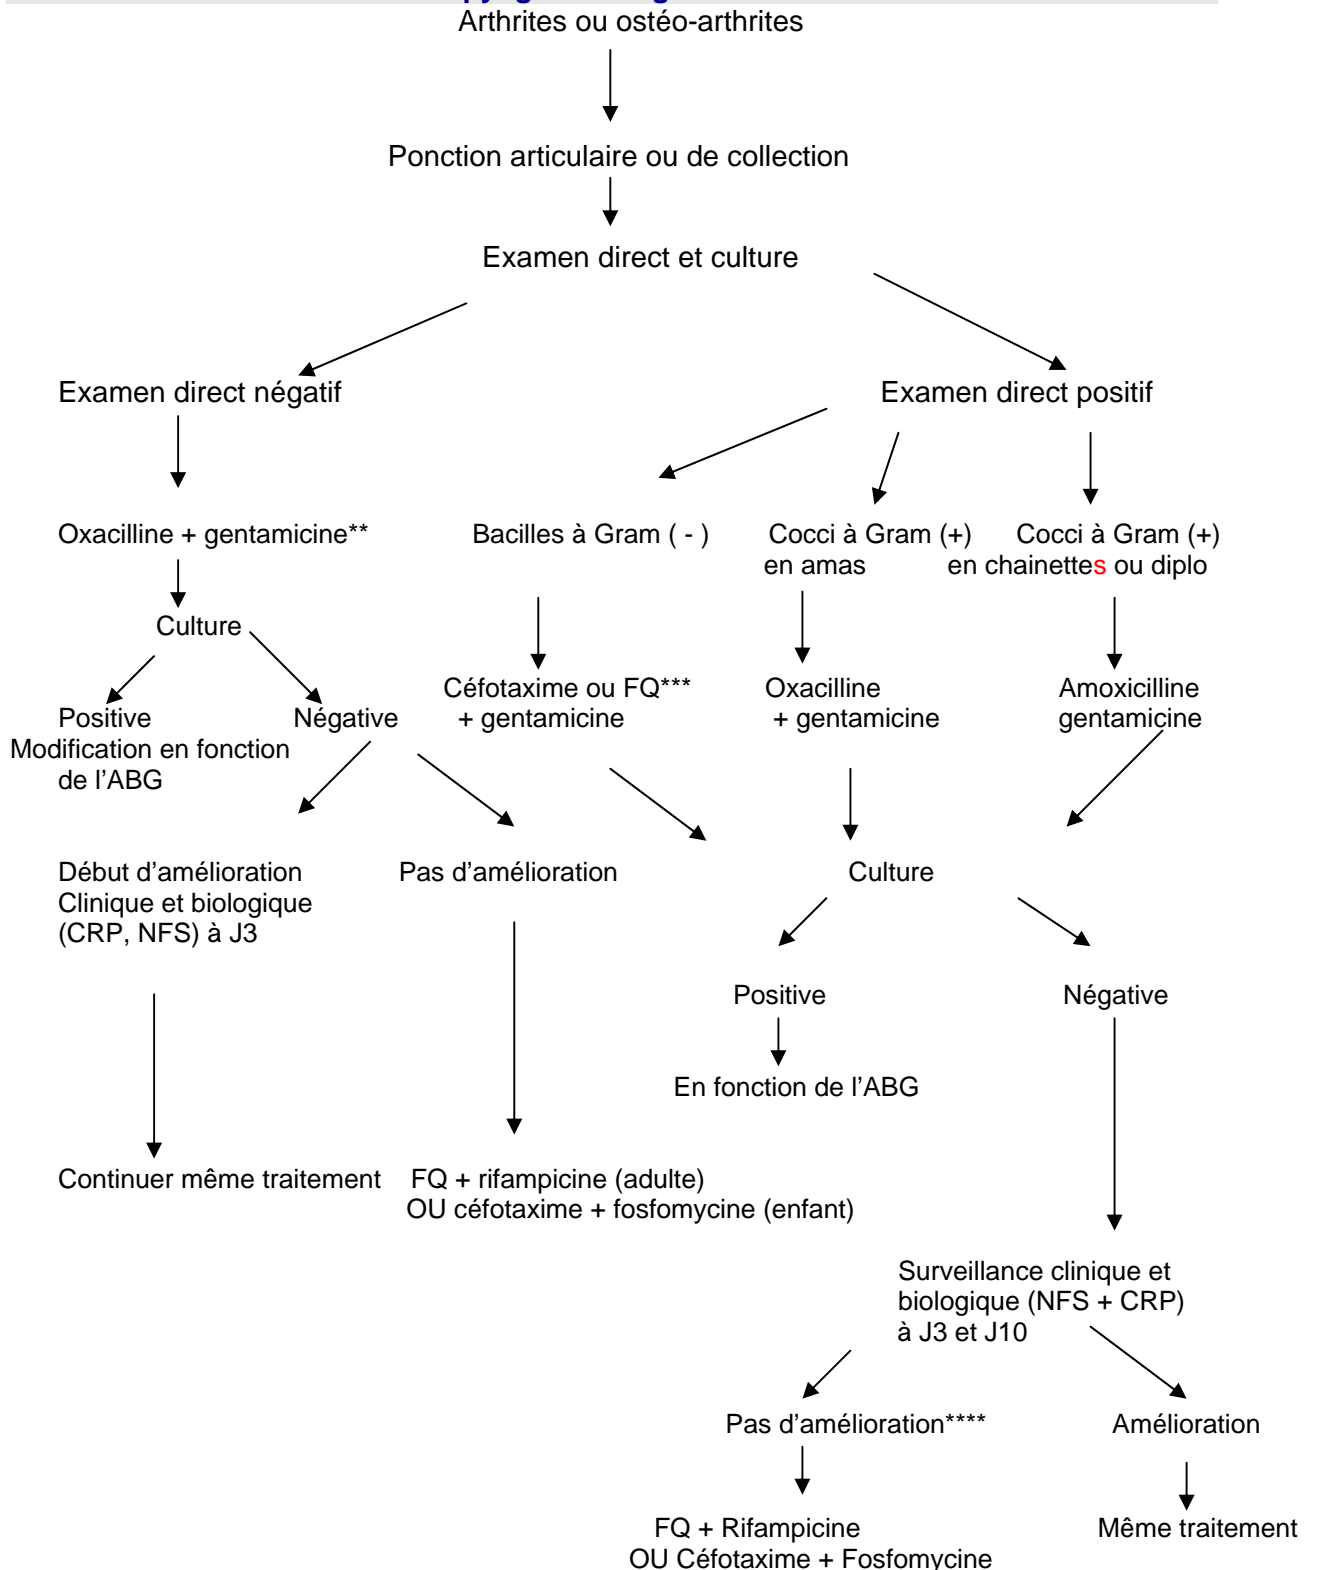 Arthrites ou ostéo-arthrites
Ponction articulaire ou de collection
Examen direct et culture
Examen direct négatif
Examen direct positif
Oxacilline + gentamicine**
Bacilles à Gram ( - )
Cocci à Gram (+)
en amas
Cocci à Gram (+)
en chainettes ou diplo
Culture
Céfotaxime ou FQ***
+ gentamicine
Oxacilline
+ gentamicine
Amoxicilline
gentamicine
Positive
Modification en fonction
de l'ABG
Négative
Début d'amélioration
Clinique et biologique
(CRP, NFS) à J3
Pas d'amélioration
Culture
Positive
Négative
En fonction de l'ABG
Continuer même traitement
FQ + rifampicine (adulte)
OU céfotaxime + fosfomycine (enfant)
Surveillance clinique et
biologique (NFS + CRP)
à J3 et J10
Pas d'amélioration****
Amélioration
FQ + Rifampicine
OU Céfotaxime + Fosfomycine
Même traitement